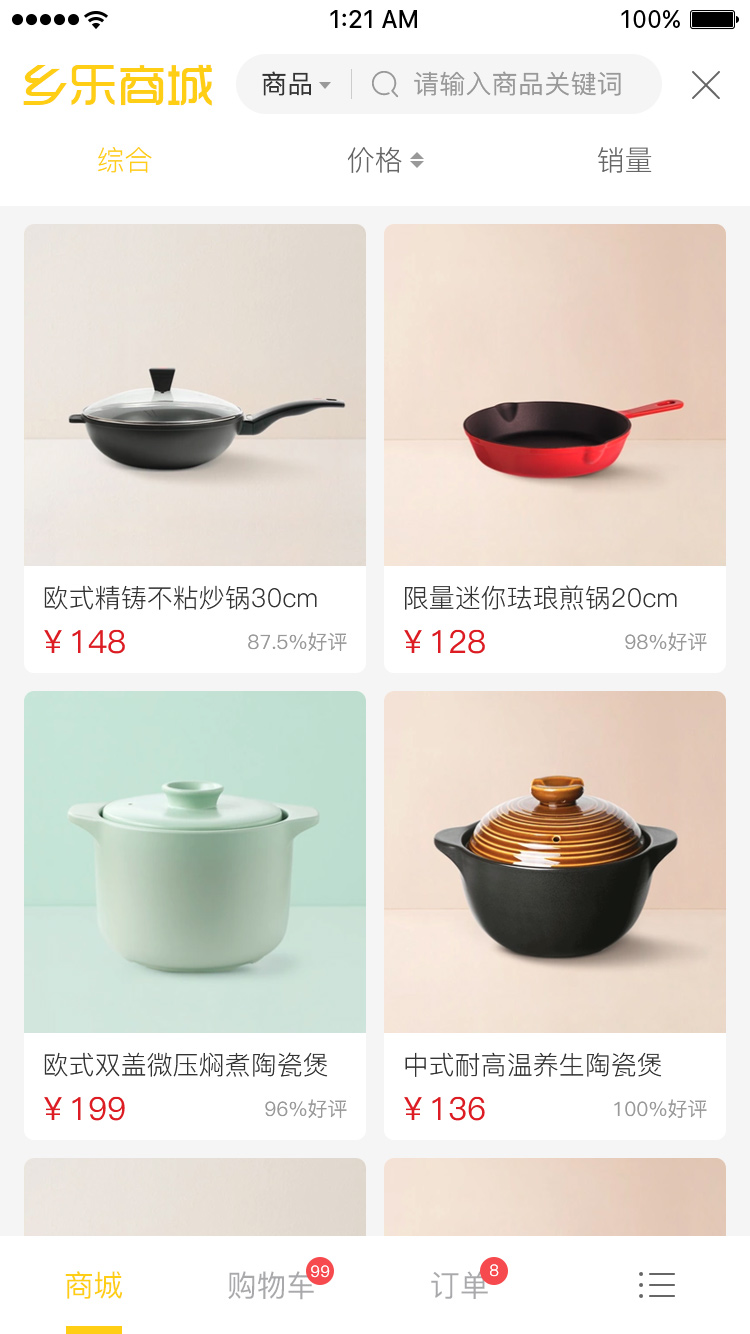 1:21 AM 100%
乡乐商城 商品 请输入商品关键词
综合 价格 销量
欧式精铸不粘炒锅30cm
¥148 87.5%好评
限量迷你珐琅煎锅20cm
¥128 98%好评
欧式双盖微压焖煮陶瓷煲
¥199 96%好评
中式耐高温养生陶瓷煲
¥136 100%好评
商城 购物车 99 订单 8